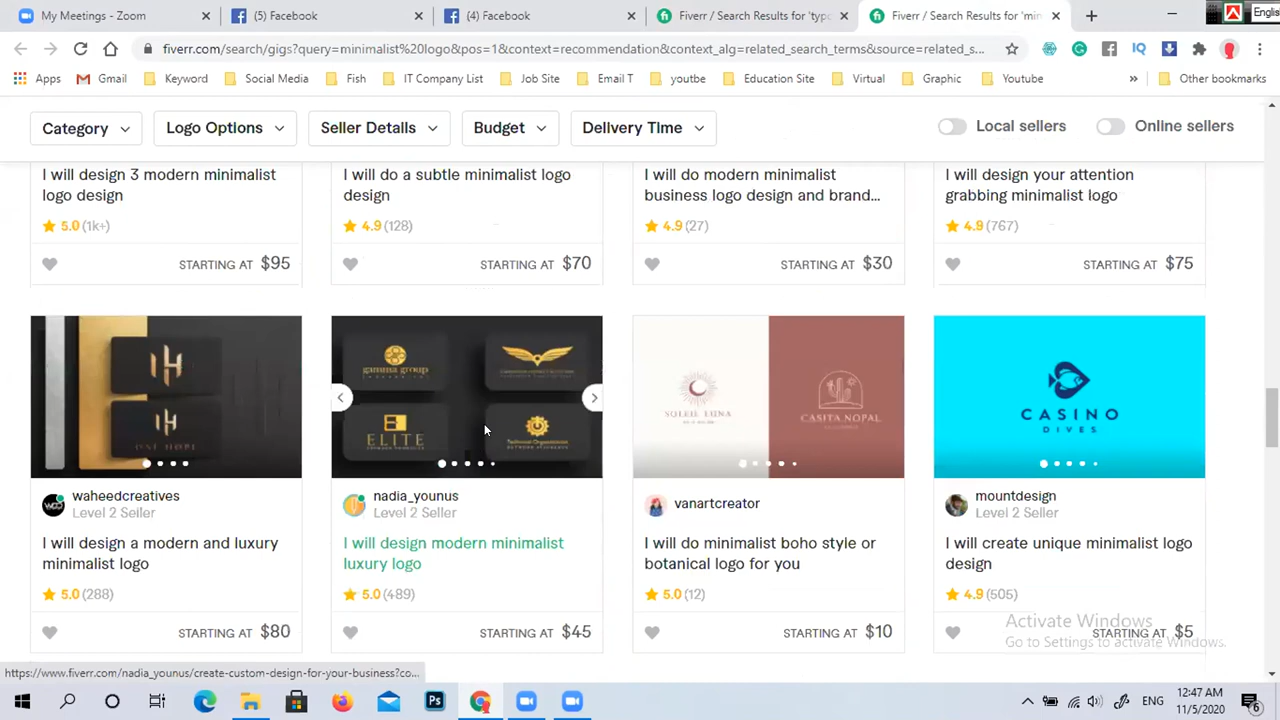 My Meetings - Zoom
(5) Facebook
(4) Facebook
Fiverr / Search Results for 'typ
Fiverr / Search Results for 'min
English
fiverr.com/search/gigs?query=minimalist%20logo&pos=1&context=recommendation&context_alg=related_search_terms&source=related_s...
Apps
Gmail
Keyword
Social Media
Fish
IT Company List
Job Site
Email T
youtbe
Education Site
Virtual
Graphic
Youtube
Other bookmarks
Category
Logo Options
Seller Details
Budget
Delivery TIme
Local sellers
Online sellers
I will design 3 modern minimalist
logo design
5.0 (1k+)
STARTING AT $95
I will do a subtle minimalist logo
design
4.9 (128)
STARTING AT $70
I will do modern minimalist
business logo design and brand...
4.9 (27)
STARTING AT $30
I will design your attention
grabbing minimalist logo
4.9 (767)
STARTING AT $75
ONE HOPE
waheedcreatives
Level 2 Seller
I will design a modern and luxury
minimalist logo
5.0 (288)
STARTING AT $80
gamma group
ELITE
nadia_younus
Level 2 Seller
I will design modern minimalist
luxury logo
5.0 (489)
STARTING AT $45
SOLEIL LUNA
CASITA NOPAL
vanartcreator
I will do minimalist boho style or
botanical logo for you
5.0 (12)
STARTING AT $10
CASINO
DIVES
mountdesign
Level 2 Seller
I will create unique minimalist logo
design
4.9 (505)
STARTING AT $5
Activate Windows
Go to Settings to activate Windows.
https://www.fiverr.com/nadia_younus/create-custom-design-for-your-business?co...
ENG
12:47 AM
11/5/2020
6